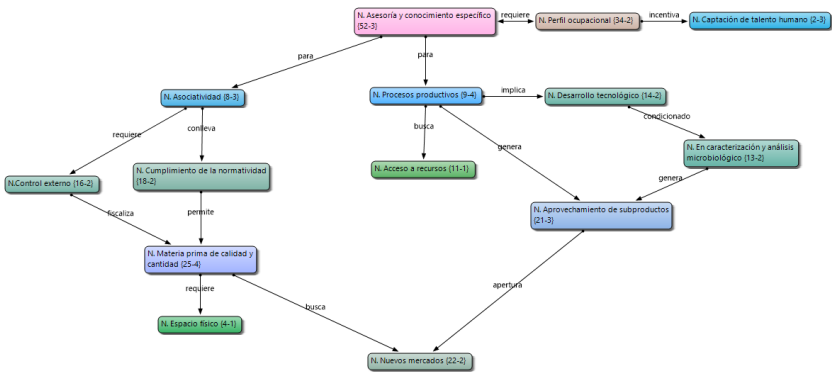 N. Asesoría y conocimiento específico
{52-3}
requiere
N. Perfil ocupacional {34-2}
incentiva
N. Captación de talento humano {2-3}
para
para
N. Asociatividad {8-3}
N. Procesos productivos {9-4}
implica
N. Desarrollo tecnológico {14-2}
requiere
conlleva
busca
condicionado
genera
N. En caracterización y análisis
microbiológico {13-2}
N.Control externo {16-2}
N. Cumplimiento de la normatividad
{18-2}
N. Acceso a recursos {11-1}
genera
fiscaliza
permite
N. Aprovechamiento de subproductos
{21-3}
N. Materia prima de calidad y
cantidad {25-4}
requiere
apertura
busca
N. Espacio físico {4-1}
N. Nuevos mercados {22-2}